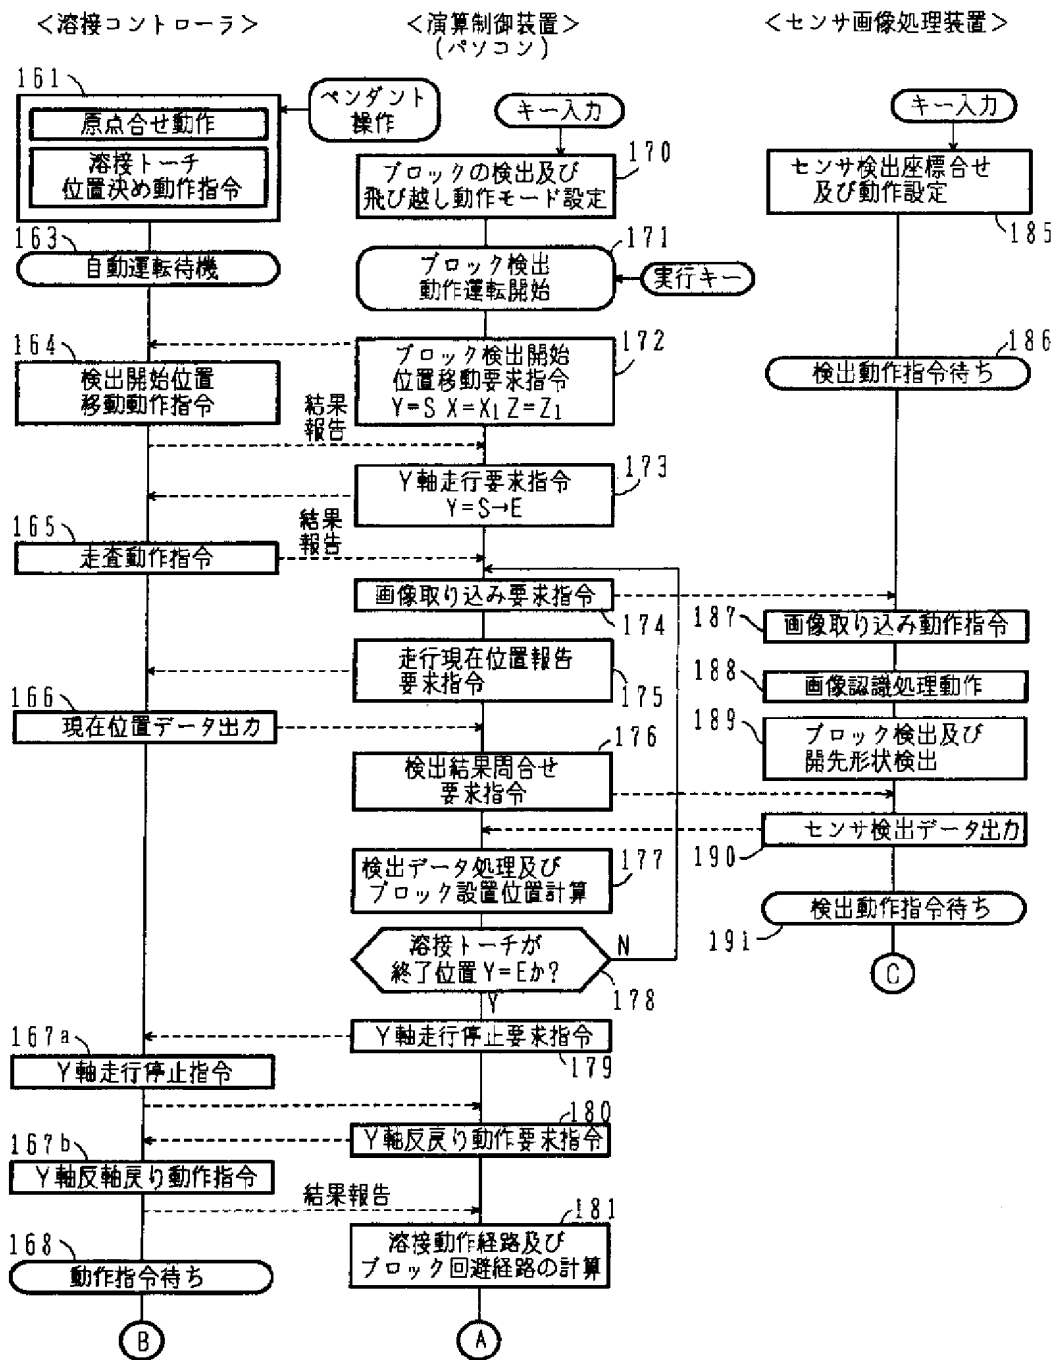 <溶接コントローラ>
<演算制御装置>
(パソコン)
<センサ画像処理装置>
161
原点合せ動作
溶接トーチ
位置決め動作指令
ペンダント
操作
キー入力
キー入力
ブロックの検出及び
飛び越し動作モード設定
170
センサ検出座標合せ
及び動作設定
185
163
自動運転待機
171
ブロック検出
動作運転開始
実行キー
164
検出開始位置
移動動作指令
ブロック検出開始
位置移動要求指令
Y=S X=X1 Z=Z1
172
186
検出動作指令待ち
結果
報告
Y軸走行要求指令
Y=S→E
173
165
走査動作指令
結果
報告
画像取り込み要求指令
174
187
画像取り込み動作指令
走行現在位置報告
要求指令
175
188
画像認識処理動作
166
現在位置データ出力
176
検出結果問合せ
要求指令
189
ブロック検出及び
開先形状検出
センサ検出データ出力
190
検出データ処理及び
ブロック設置位置計算
177
検出動作指令待ち
191
C
溶接トーチが
終了位置Y=Eか?
N
178
Y
167a
Y軸走行停止指令
Y軸走行停止要求指令
179
180
Y軸反戻り動作要求指令
167b
Y軸反軸戻り動作指令
結果報告
181
溶接動作経路及び
ブロック回避経路の計算
168
動作指令待ち
B
A